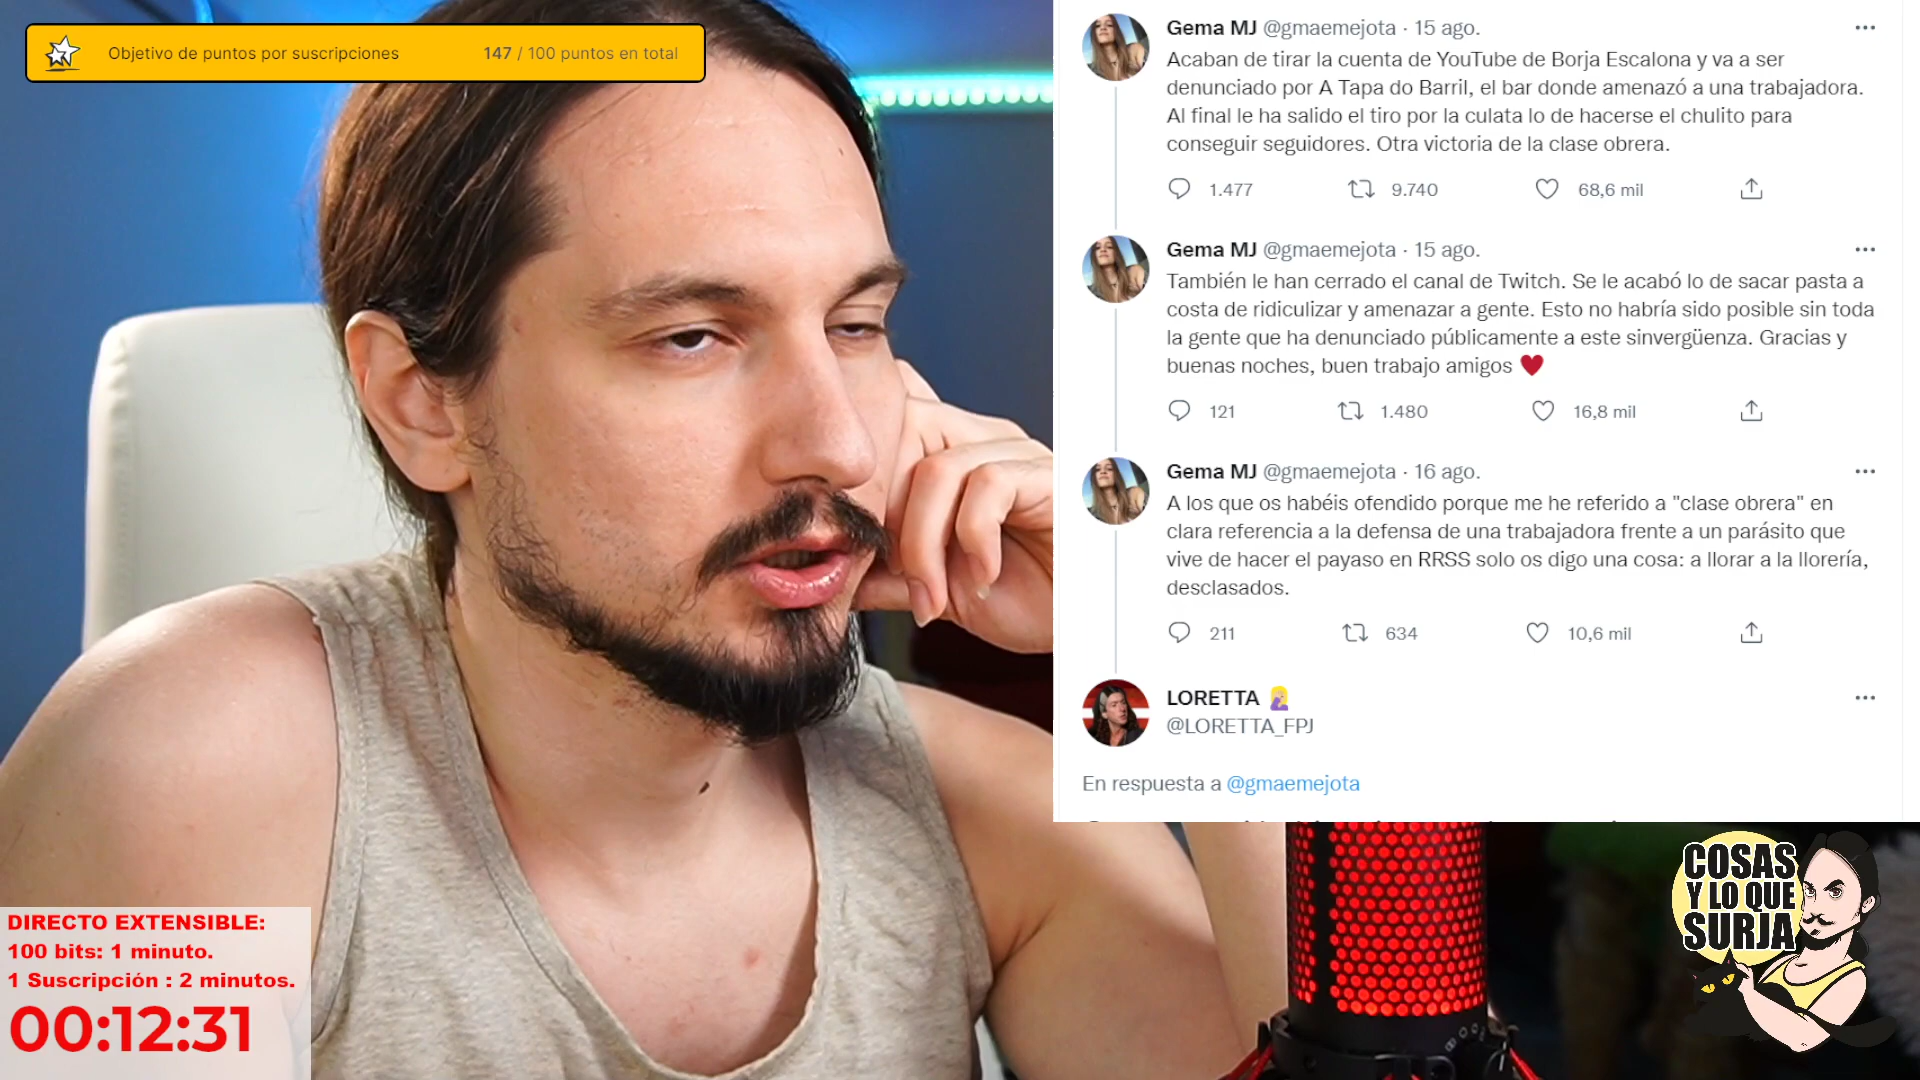 Objetivo de puntos por suscripciones 147 / 100 puntos en total
Gema MJ @gmaemejota · 15 ago.
Acaban de tirar la cuenta de YouTube de Borja Escalona y va a ser
denunciado por A Tapa do Barril, el bar donde amenazó a una trabajadora.
Al final le ha salido el tiro por la culata lo de hacerse el chulito para
conseguir seguidores. Otra victoria de la clase obrera.
1.477 9.740 68,6 mil
Gema MJ @gmaemejota · 15 ago.
También le han cerrado el canal de Twitch. Se le acabó lo de sacar pasta a
costa de ridiculizar y amenazar a gente. Esto no habría sido posible sin toda
la gente que ha denunciado públicamente a este sinvergüenza. Gracias y
buenas noches, buen trabajo amigos ♥
121 1.480 16,8 mil
Gema MJ @gmaemejota · 16 ago.
A los que os habéis ofendido porque me he referido a "clase obrera" en
clara referencia a la defensa de una trabajadora frente a un parásito que
vive de hacer el payaso en RRSS solo os digo una cosa: a llorar a la llorería,
desclasados.
211 634 10,6 mil
LORETTA
@LORETTA_FPJ
En respuesta a @gmaemejota
COSAS
Y LO QUE
SURJA
DIRECTO EXTENSIBLE:
100 bits: 1 minuto.
1 Suscripción : 2 minutos.
00:12:31